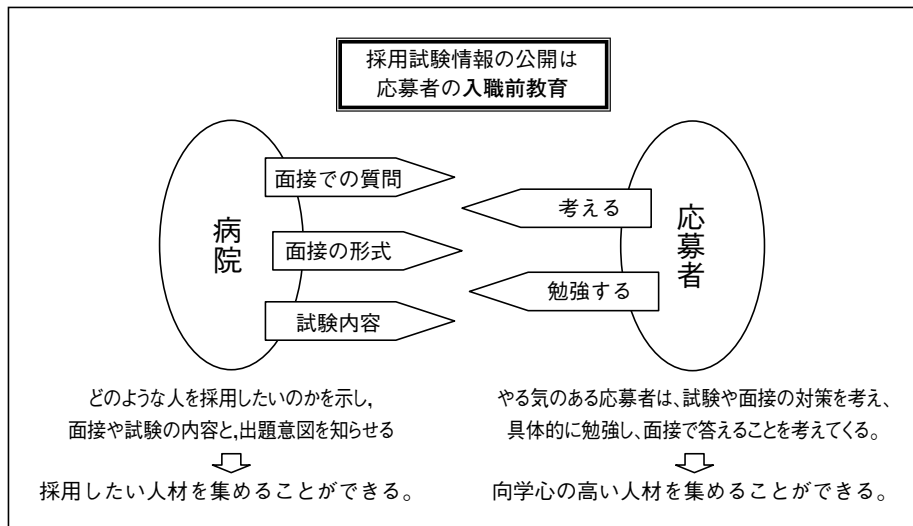 採用試験情報の公開は
応募者の入職前教育
病院
面接での質問
面接の形式
試験内容
考える
勉強する
応募者
どのような人を採用したいのかを示し,
面接や試験の内容と,出題意図を知らせる
採用したい人材を集めることができる。
やる気のある応募者は、試験や面接の対策を考え、
具体的に勉強し、面接で答えることを考えてくる。
向学心の高い人材を集めることができる。